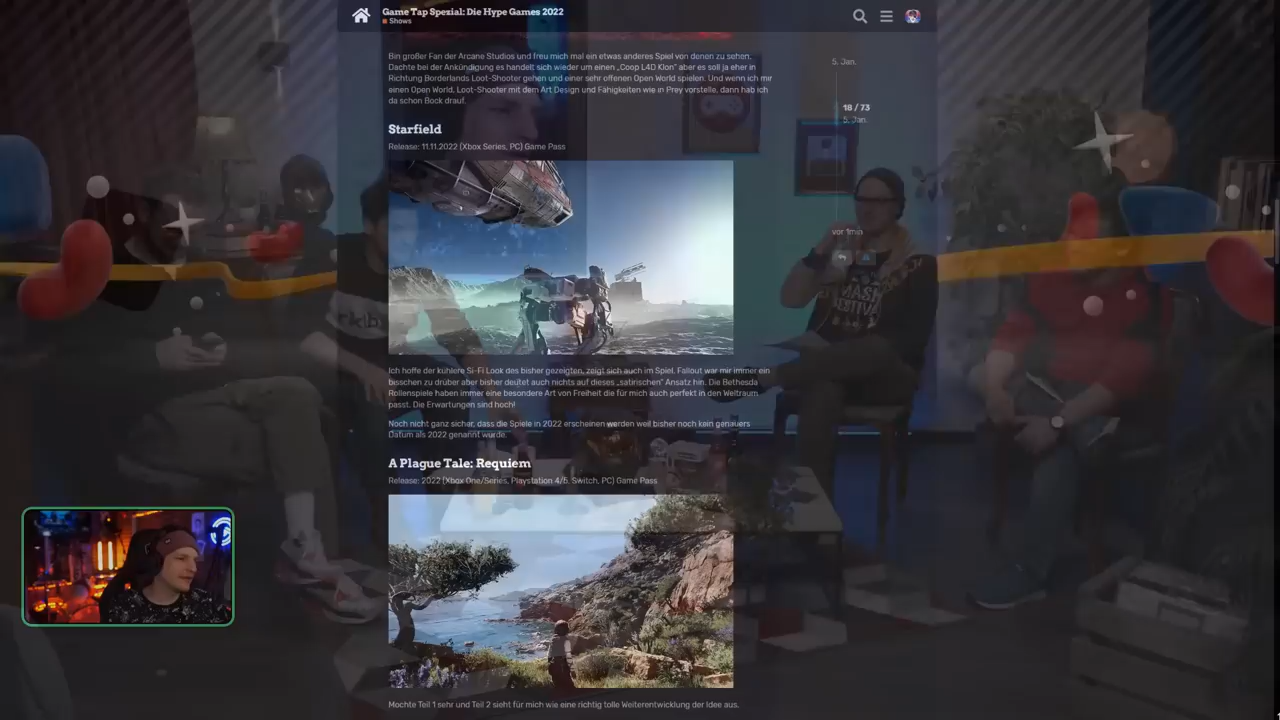 Game Tap Spezial: Die Hype Games 2022
Shows
Bin großer Fan der Arcane Studios und freu mich mal ein etwas anderes Spiel von denen zu sehen.
Dachte bei der Ankündigung es handelt sich wieder um einen „Coop L4D Klon“ aber es soll ja eher in
Richtung Borderlands Loot-Shooter gehen und einer sehr offenen Open World spielen. Und wenn ich mir
einen Open World, Loot-Shooter mit dem Art Design und Fähigkeiten wie in Prey vorstelle, dann hab ich
da schon Bock drauf.
5. Jan.
18 / 73
5. Jan.
vor 1min
Starfield
Release: 11.11.2022 (Xbox Series, PC) Game Pass
Ich hoffe der kühlere Si-Fi Look des bisher gezeigten, zeigt sich auch im Spiel. Fallout war mir immer ein
bisschen zu drüber aber bisher deutet auch nichts auf dieses „satirischen“ Ansatz hin. Die Bethesda
Rollenspiele haben immer eine besondere Art von Freiheit die für mich auch perfekt in den Weltraum
passt. Die Erwartungen sind hoch!
Noch nicht ganz sicher, dass die Spiele in 2022 erscheinen werden weil bisher noch kein genauers
Datum als 2022 genannt wurde.
A Plague Tale: Requiem
Release: 2022 (Xbox One/Series, Playstation 4/5, Switch, PC) Game Pass
Mochte Teil 1 sehr und Teil 2 sieht für mich wie eine richtig tolle Weiterentwicklung der Idee aus.